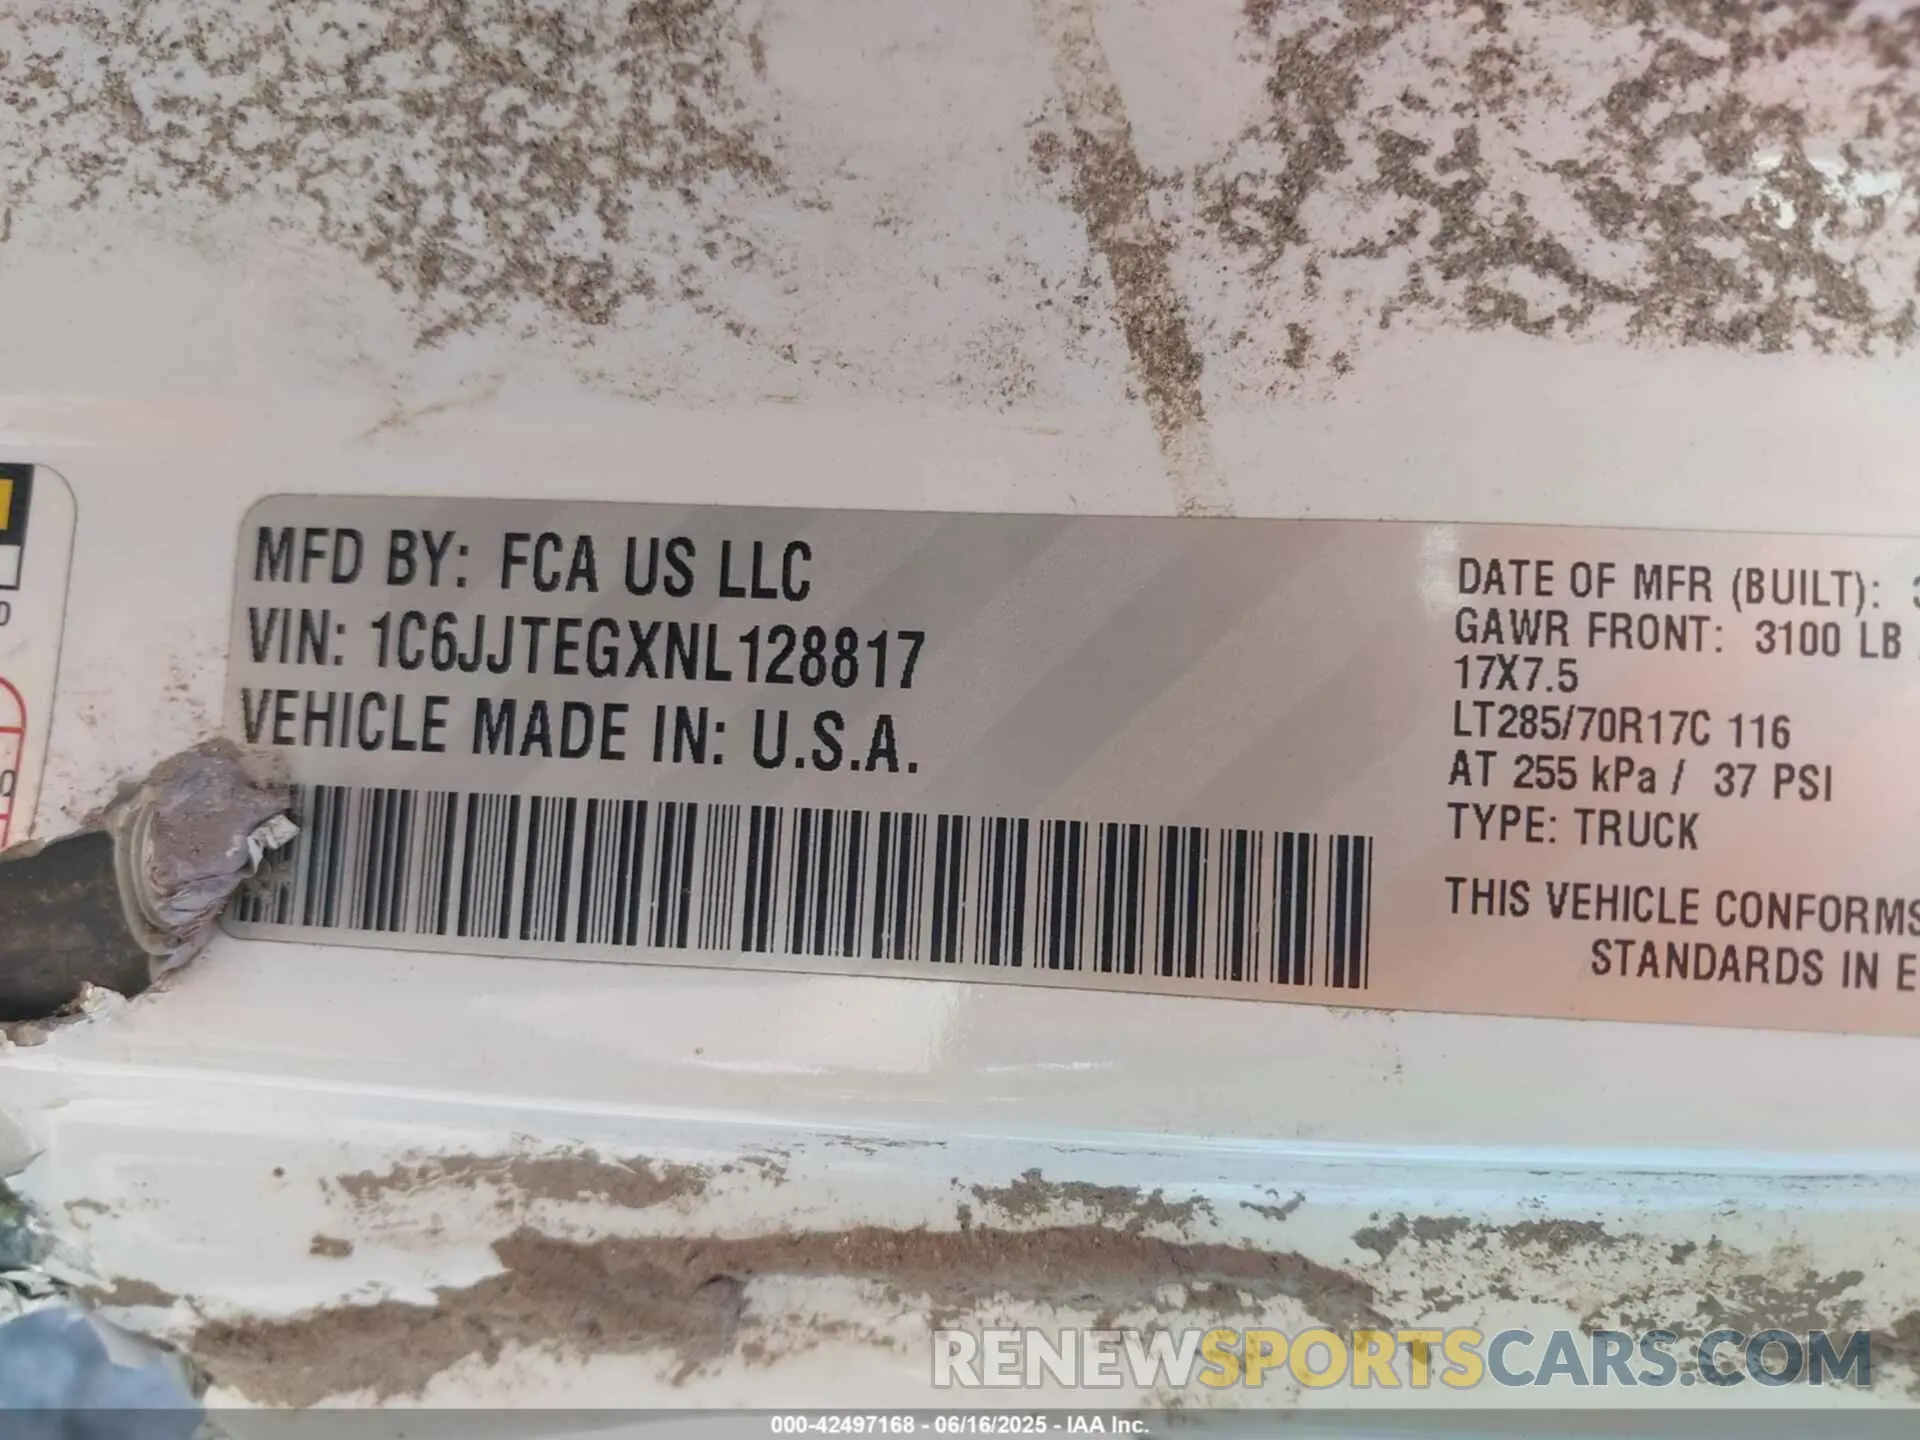 MFD BY: FCA US LLC
VIN: 1C6JJTEGXNL128817
VEHICLE MADE IN: U.S.A.
DATE OF MFR (BUILT):
GAWR FRONT: 3100 LB
17X7.5
LT285/70R17C 116
AT 255 kPa / 37 PSI
TYPE: TRUCK
THIS VEHICLE CONFORMS
STANDARDS IN
RENEWSPORTSCARS.COM
000-42497168 - 06/16/2025 - IAA Inc.